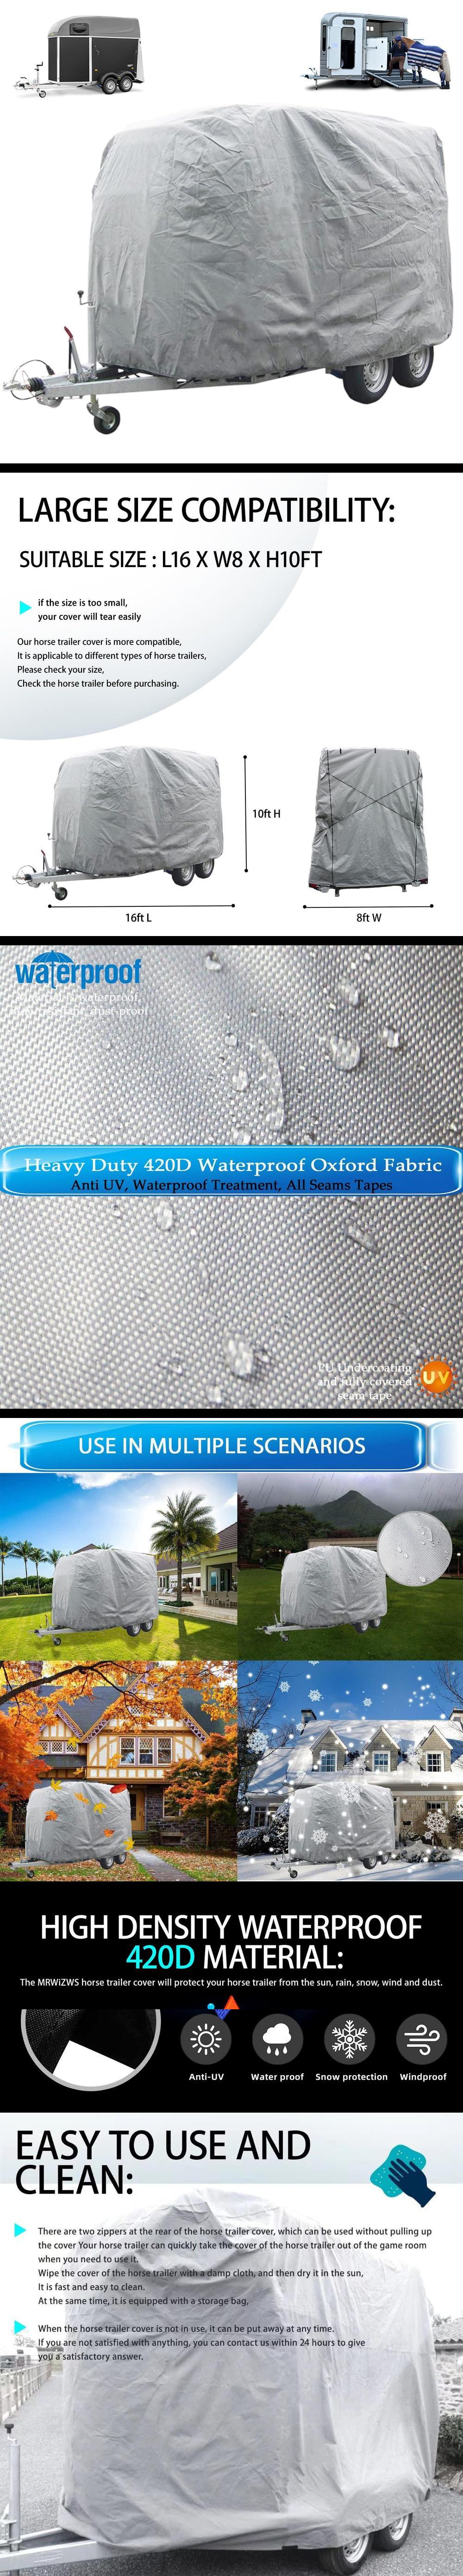 LARGE SIZE COMPATIBILITY:
SUITABLE SIZE : L16 X W8 X H10FT
if the size is too small,
your cover will tear easily
Our horse trailer cover is more compatible,
It is applicable to different types of horse trailers,
Please check your size,
Check the horse trailer before purchasing.
10ft H
16ft L
8ft W
waterproof
waterproof,
dust-proof
Heavy Duty 420D Waterproof Oxford Fabric
Anti UV, Waterproof Treatment, All Seams Tapes
PU Undercoating
and fully covered
seam tape
UV
USE IN MULTIPLE SCENARIOS
HIGH DENSITY WATERPROOF
420D MATERIAL:
The MRWiZWS horse trailer cover will protect your horse trailer from the sun, rain, snow, wind and dust.
Anti-UV
Water proof
Snow protection
Windproof
EASY TO USE AND
CLEAN:
There are two zippers at the rear of the horse trailer cover, which can be used without pulling up
the cover Your horse trailer can quickly take the cover of the horse trailer out of the game room
when you need to use it.
Wipe the cover of the horse trailer with a damp cloth, and then dry it in the sun,
It is fast and easy to clean.
At the same time, it is equipped with a storage bag,
When the horse trailer cover is not in use, it can be put away at any time.
If you are not satisfied with anything, you can contact us within 24 hours to give
you a satisfactory answer.